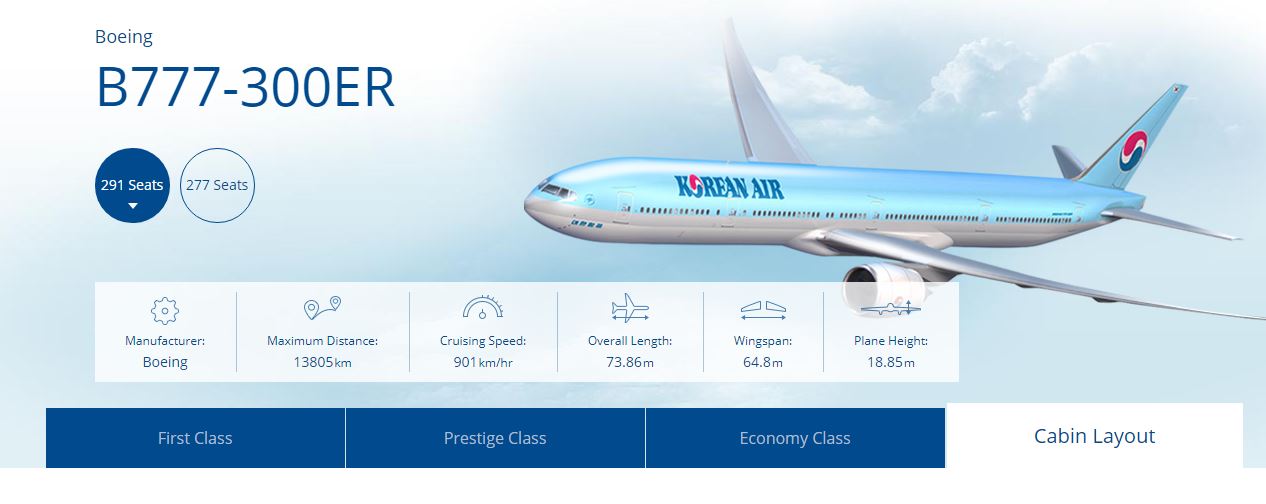 Boeing
B777-300ER
291 Seats
277 Seats
KOREAN AIR
Manufacturer:
Boeing
Maximum Distance:
13805km
Cruising Speed:
901km/hr
Overall Length:
73.86m
Wingspan:
64.8m
Plane Height:
18.85m
First Class
Prestige Class
Economy Class
Cabin Layout